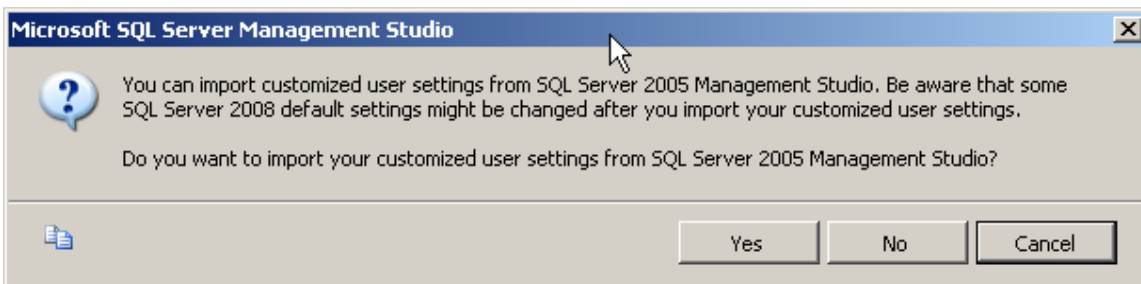 Microsoft SQL Server Management Studio
You can import customized user settings from SQL Server 2005 Management Studio. Be aware that some
SQL Server 2008 default settings might be changed after you import your customized user settings.
Do you want to import your customized user settings from SQL Server 2005 Management Studio?
Yes No Cancel